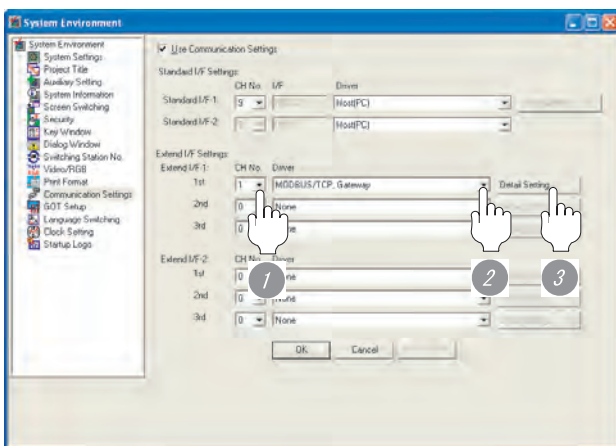 System Environment
System Environment
System Settings
Project Title
Auxiliary Setting
System Information
Screen Switching
Security
Key Window
Dialog Window
Switching Station No.
Video/RGB
Print Format
Communication Settings
GOT Setup
Language Switching
Clock Setting
Startup Logo
Use Communication Settings
Standard I/F Settings
CH No. I/F Driver
Standard I/F-1: 9 Host(PC)
Standard I/F-2: Host(PC)
Extend I/F Settings
Extend I/F-1: CH No. Driver
1st 1 MODBUS/TCP, Gateway Detail Setting
2nd 0 None
3rd 0
Extend I/F-2: CH No. Driver
1st 0
2nd 0 None
3rd 0 None
OK Cancel
1 2 3